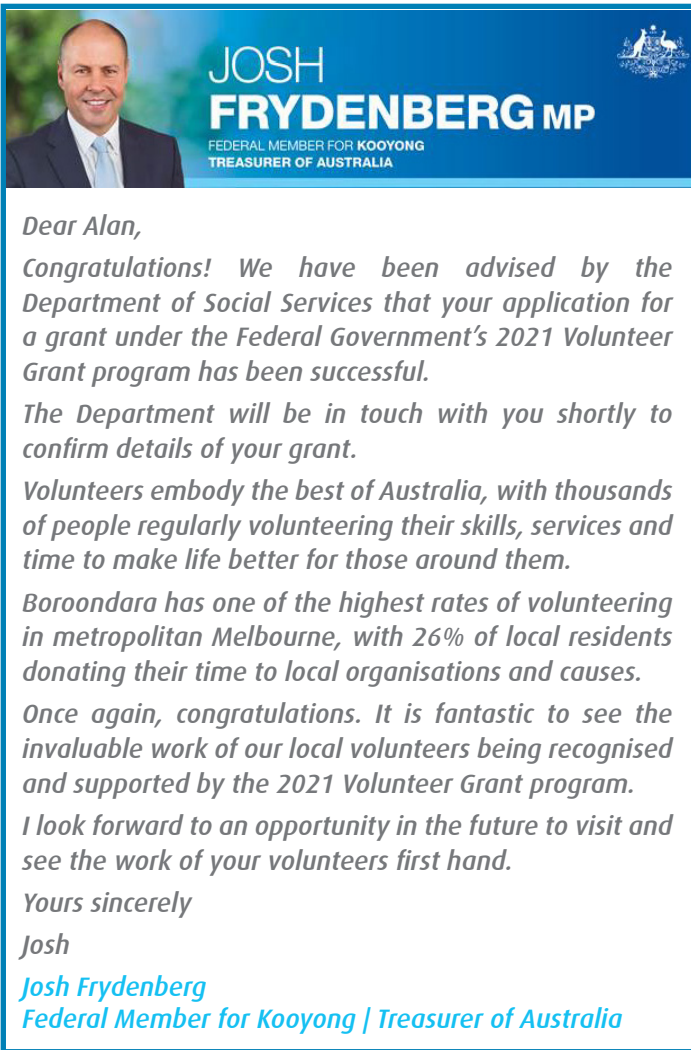 JOSH
FRYDENBERG MP
FEDERAL MEMBER FOR KOOYONG
TREASURER OF AUSTRALIA
Dear Alan,
Congratulations! We have been advised by the
Department of Social Services that your application for
a grant under the Federal Government's 2021 Volunteer
Grant program has been successful.
The Department will be in touch with you shortly to
confirm details of your grant.
Volunteers embody the best of Australia, with thousands
of people regularly volunteering their skills, services and
time to make life better for those around them.
Boroondara has one of the highest rates of volunteering
in metropolitan Melbourne, with 26% of local residents
donating their time to local organisations and causes.
Once again, congratulations. It is fantastic to see the
invaluable work of our local volunteers being recognised
and supported by the 2021 Volunteer Grant program.
I look forward to an opportunity in the future to visit and
see the work of your volunteers first hand.
Yours sincerely
Josh
Josh Frydenberg
Federal Member for Kooyong | Treasurer of Australia